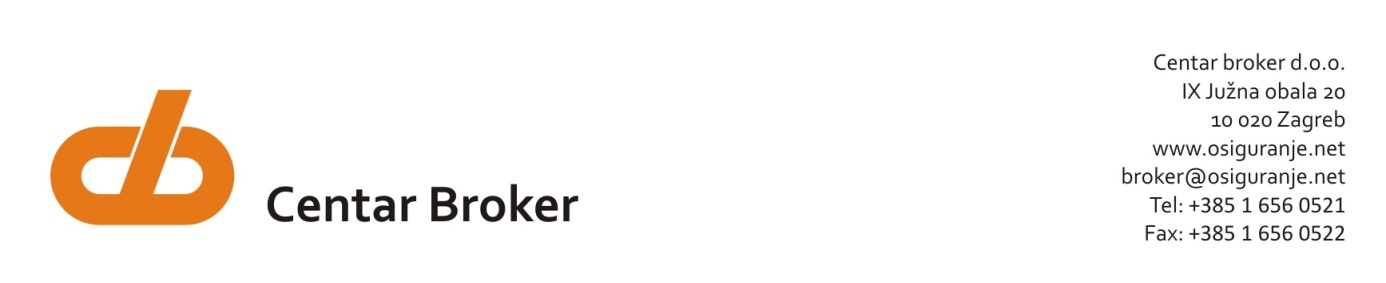 Centar Broker
Centar broker d.o.o.
IX Južna obala 20
10 020 Zagreb
www.osiguranje.net
broker@osiguranje.net
Tel: +385 1 656 0521
Fax: +385 1 656 0522